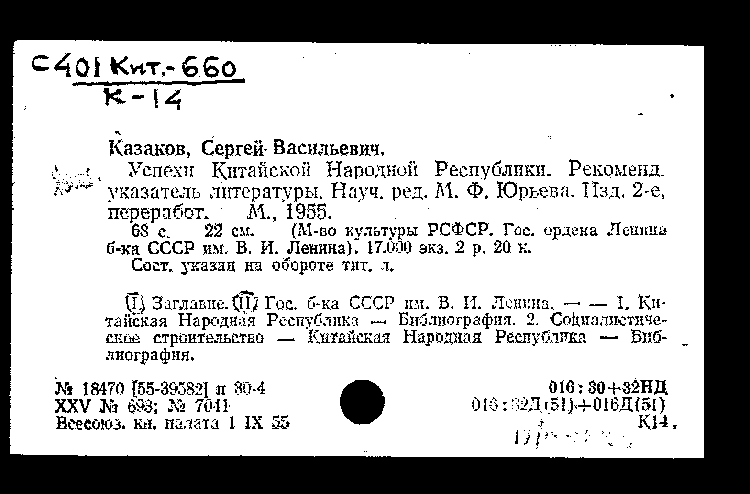 С401 Кит.-660
К-14
Казаков, Сергей Васильевич.
Успехи Китайской Народной Республики. Рекоменд.
указатель литературы. Науч. ред. М. Ф. Юрьева. Изд. 2-е,
переработ. М., 1955.
68 с. 22 см. (М-во культуры РСФСР. Гос. ордена Ленина
б-ка СССР им. В. И. Ленина). 17.000 экз. 2 р. 20 к.
Сост. указан на обороте тит. л.
(I) Заглавие. (II) Гос. б-ка СССР им. В. И. Ленина. — — 1. Ки-
тайская Народная Республика — Библиография. 2. Социалистиче-
ское строительство — Китайская Народная Республика — Биб-
лиография.
№ 18470 [55-39582] п 30-4
016 : 30+32НД
XXV № 693; № 7041
016 : 32Д(51)+016Д(51)
Всесоюз. кн. палата 1 IX 55
К14.